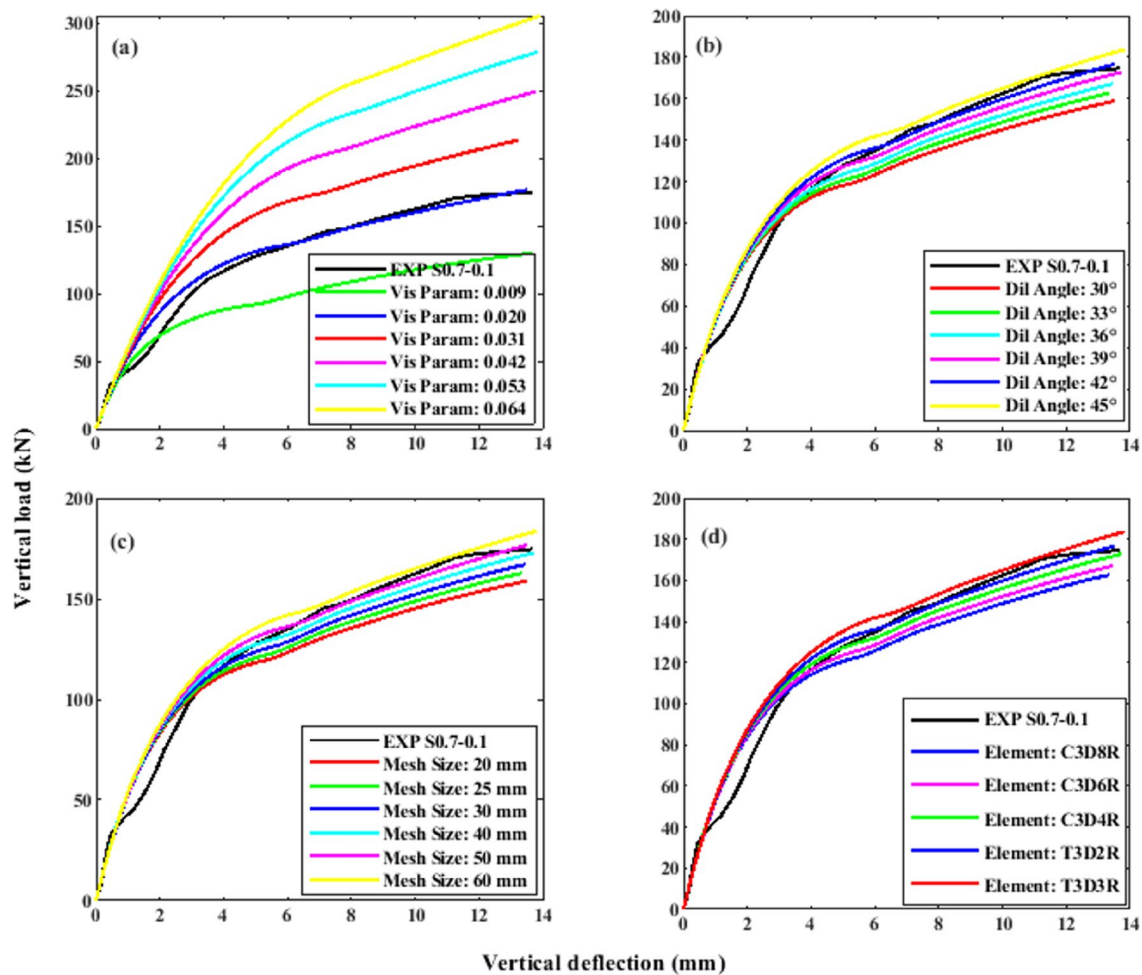 (a)
300
250
200
150
100
50
0
0 2 4 6 8 10 12 14
EXP S0.7-0.1
Vis Param: 0.009
Vis Param: 0.020
Vis Param: 0.031
Vis Param: 0.042
Vis Param: 0.053
Vis Param: 0.064
(b)
200
180
160
140
120
100
80
60
40
20
0
0 2 4 6 8 10 12 14
EXP S0.7-0.1
Dil Angle: 30°
Dil Angle: 33°
Dil Angle: 36°
Dil Angle: 39°
Dil Angle: 42°
Dil Angle: 45°
Vertical load (kN)
(c)
200
150
100
50
0
0 2 4 6 8 10 12 14
EXP S0.7-0.1
Mesh Size: 20 mm
Mesh Size: 25 mm
Mesh Size: 30 mm
Mesh Size: 40 mm
Mesh Size: 50 mm
Mesh Size: 60 mm
(d)
200
180
160
140
120
100
80
60
40
20
0
0 2 4 6 8 10 12 14
EXP S0.7-0.1
Element: C3D8R
Element: C3D6R
Element: C3D4R
Element: T3D2R
Element: T3D3R
Vertical deflection (mm)